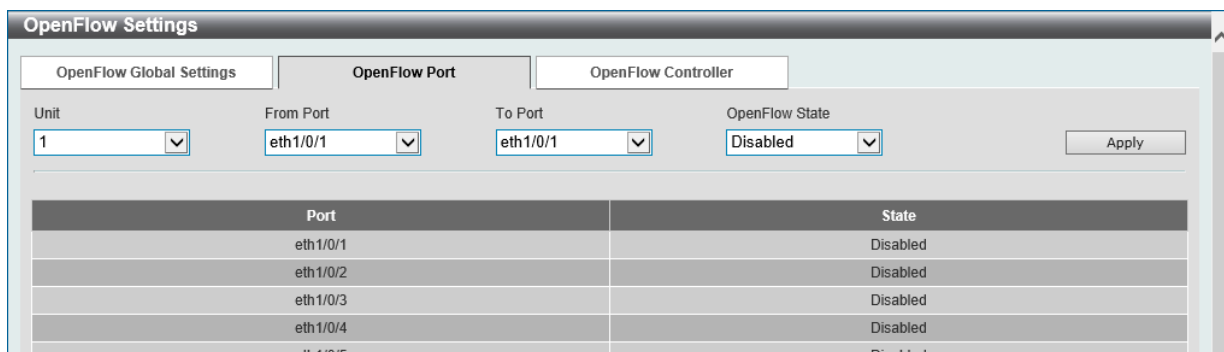 OpenFlow Settings
OpenFlow Global Settings OpenFlow Port OpenFlow Controller
Unit From Port To Port OpenFlow State
1 eth1/0/1 eth1/0/1 Disabled Apply
Port State
eth1/0/1 Disabled
eth1/0/2 Disabled
eth1/0/3 Disabled
eth1/0/4 Disabled